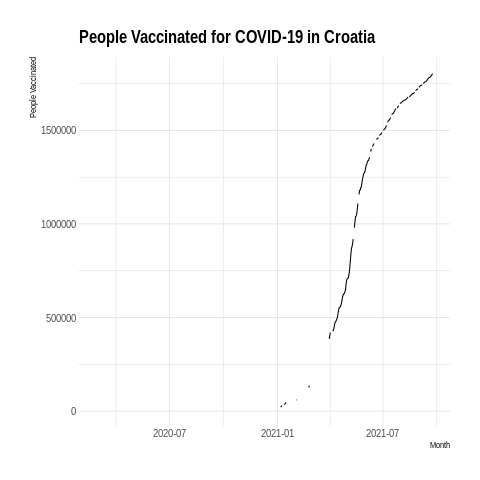 People Vaccinated for COVID-19 in Croatia
People Vaccinated
1500000
1000000
500000
0
2020-07
2021-01
2021-07
Month